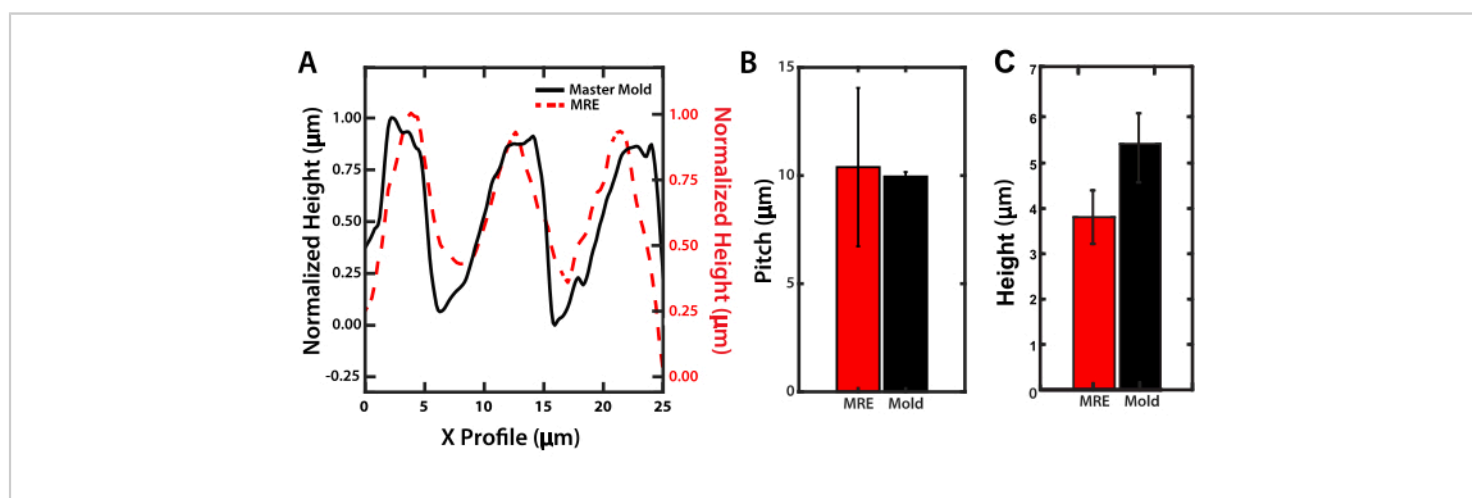 A
Master Mold
MRE
Normalized Height (μm)
1.00
0.75
0.50
0.25
0.00
-0.25
1.00
0.75
0.50
0.25
0.00
Normalized Height (μm)
0
5
10
15
20
25
X Profile (μm)
B
Pitch (μm)
15
10
5
0
MRE
Mold
C
Height (μm)
7
6
5
4
3
2
1
0
MRE
Mold